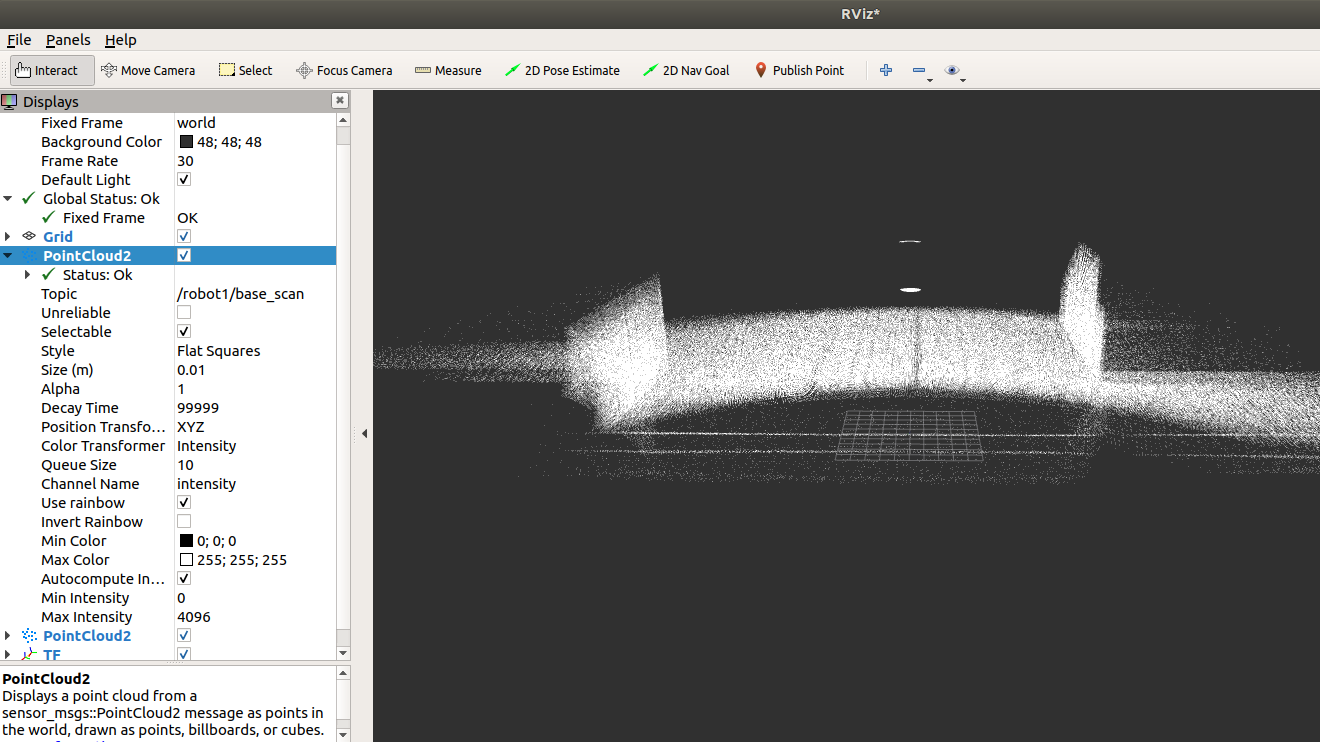 RViz*
File Panels Help
Interact Move Camera Select Focus Camera Measure 2D Pose Estimate 2D Nav Goal Publish Point
Displays
Fixed Frame world
Background Color 48; 48; 48
Frame Rate 30
Default Light
Global Status: Ok
Fixed Frame OK
Grid
PointCloud2
Status: Ok
Topic /robot1/base_scan
Unreliable
Selectable
Style Flat Squares
Size (m) 0.01
Alpha 1
Decay Time 99999
Position Transfo... XYZ
Color Transformer Intensity
Queue Size 10
Channel Name intensity
Use rainbow
Invert Rainbow
Min Color 0; 0; 0
Max Color 255; 255; 255
Autocompute In...
Min Intensity 0
Max Intensity 4096
PointCloud2
TF
PointCloud2
Displays a point cloud from a
sensor_msgs::PointCloud2 message as points in
the world, drawn as points, billboards, or cubes.